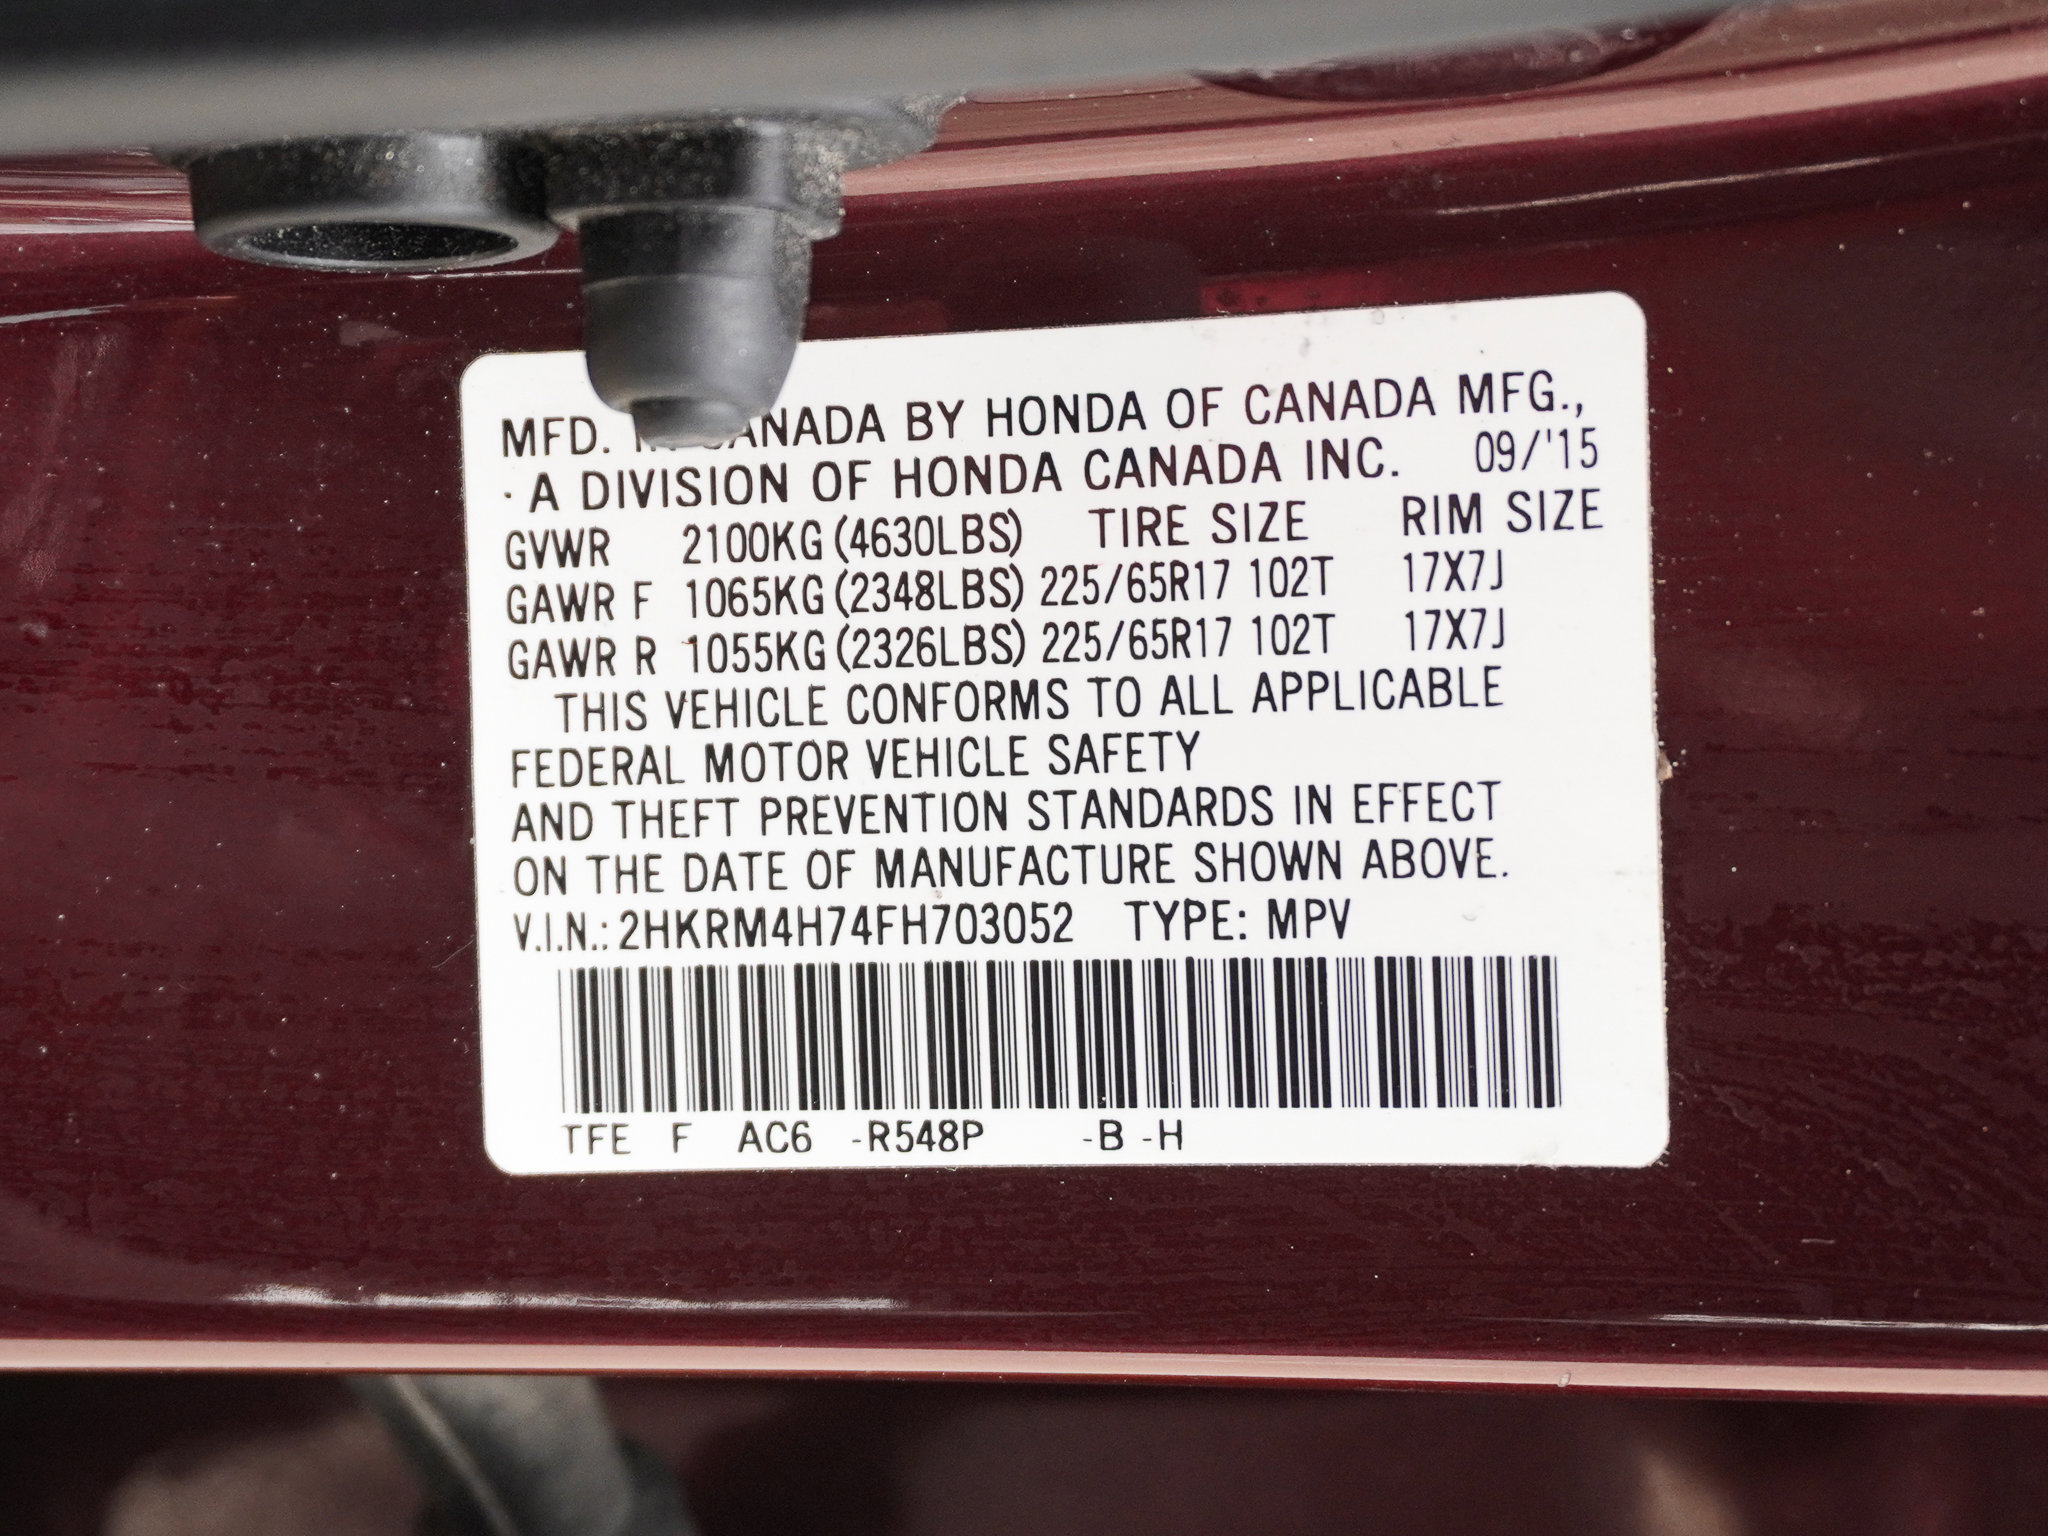 MFD. CANADA BY HONDA OF CANADA MFG.,
· A DIVISION OF HONDA CANADA INC. 09/'15
GVWR 2100KG (4630LBS) TIRE SIZE RIM SIZE
GAWR F 1065KG (2348LBS) 225/65R17 102T 17X7J
GAWR R 1055KG (2326LBS) 225/65R17 102T 17X7J
THIS VEHICLE CONFORMS TO ALL APPLICABLE
FEDERAL MOTOR VEHICLE SAFETY
AND THEFT PREVENTION STANDARDS IN EFFECT
ON THE DATE OF MANUFACTURE SHOWN ABOVE.
V.I.N.: 2HKRM4H74FH703052 TYPE: MPV
TFE F AC6 -R548P -B -H